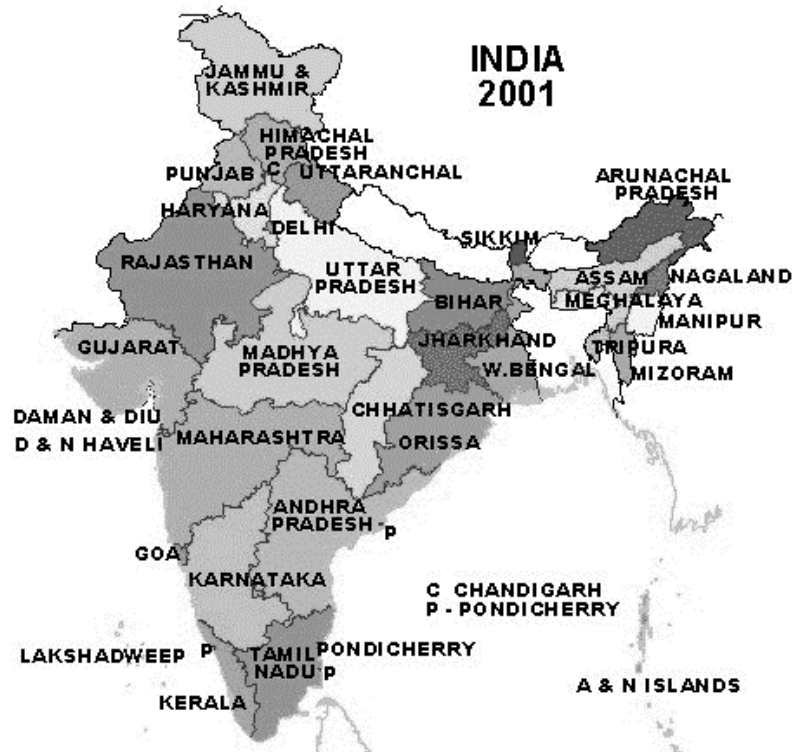 INDIA
2001
JAMMU &
KASHMIR
HIMACHAL
PRADESH
PUNJAB
C
UTTARANCHAL
ARUNACHAL
PRADESH
HARYANA
DELHI
SIKKIM
RAJASTHAN
UTTAR
PRADESH
ASSAM
NAGALAND
BIHAR
MEGHALAYA
MANIPUR
GUJARAT
MADHYA
PRADESH
JHARKHAND
TRIPURA
W.BENGAL
MIZORAM
DAMAN & DIU
D & N HAVELI
CHHATISGARH
MAHARASHTRA
ORISSA
ANDHRA
PRADESH -
P
GOA
KARNATAKA
C CHANDIGARH
P - PONDICHERRY
LAKSHADWEEP
P
TAMIL
NADU
PONDICHERRY
P
KERALA
A & N ISLANDS